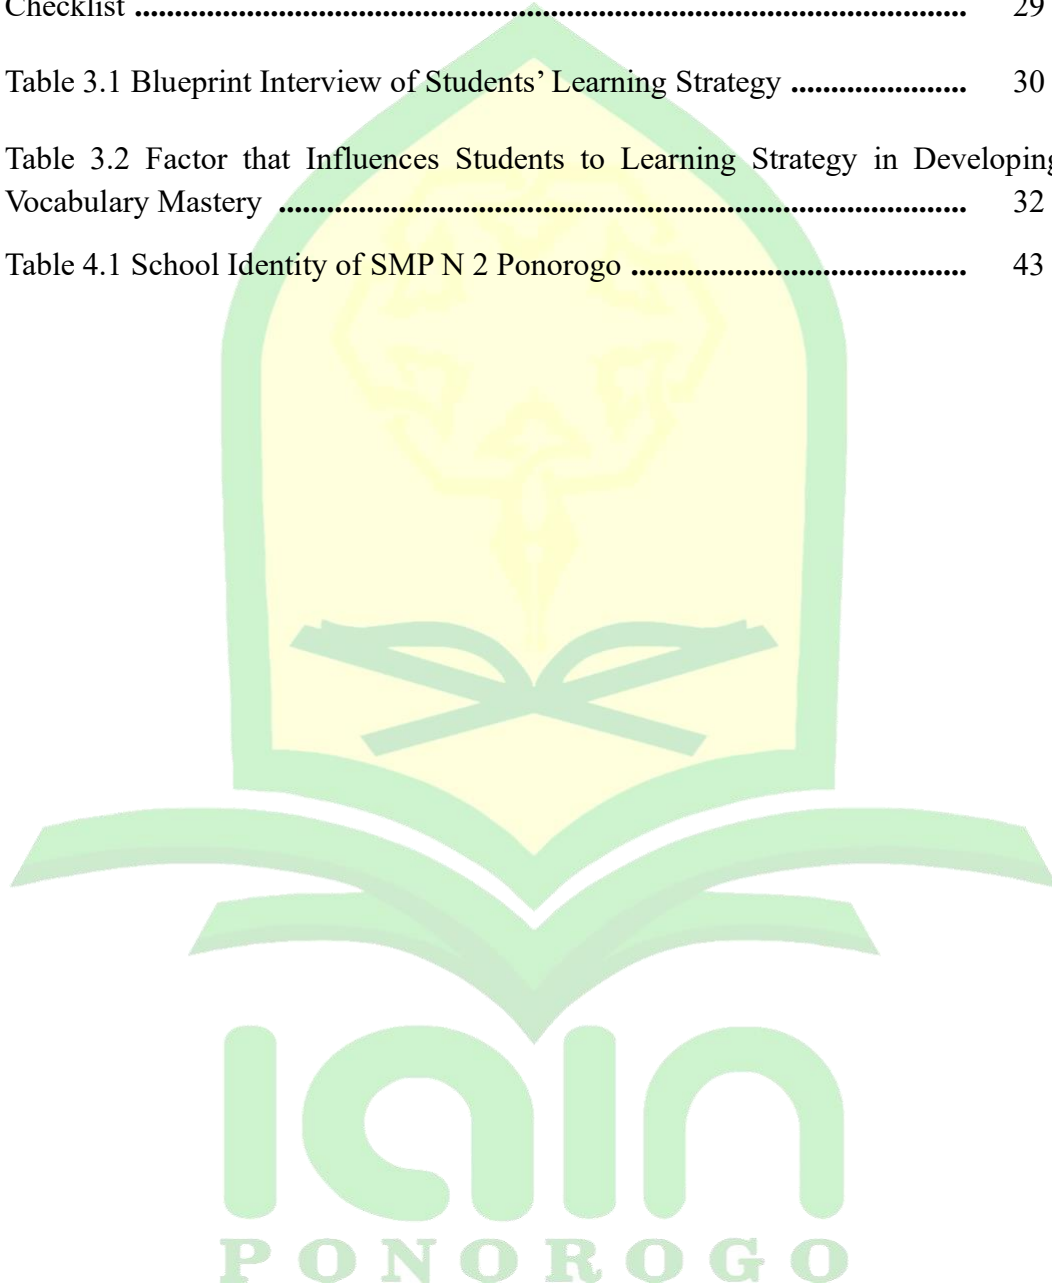 Checklist ........................................................................................................ 29
Table 3.1 Blueprint Interview of Students’ Learning Strategy ...................... 30
Table 3.2 Factor that Influences Students to Learning Strategy in Developing
Vocabulary Mastery ...................................................................................... 32
Table 4.1 School Identity of SMP N 2 Ponorogo .......................................... 43
iain
PONOROGO